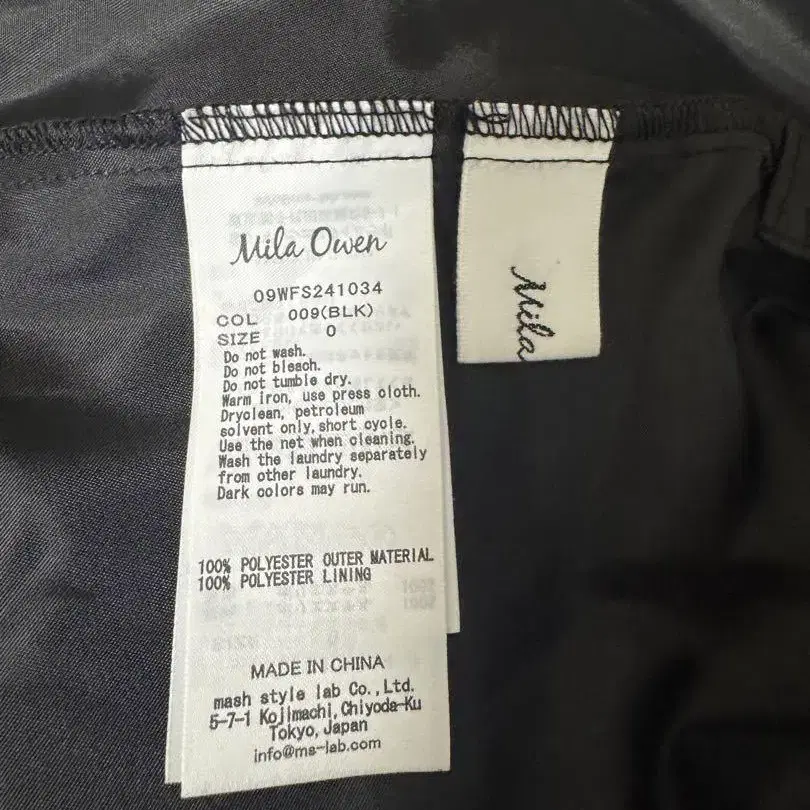 Mila Owen
09WFS241034
COL 009(BLK)
SIZE 0
Do not wash.
Do not bleach.
Do not tumble dry.
Warm iron, use press cloth.
Dryclean, petroleum
solvent only,short cycle.
Use the net when cleaning.
Wash the laundry separately
from other laundry.
Dark colors may run.
100% POLYESTER OUTER MATERIAL
100% POLYESTER LINING
MADE IN CHINA
mash style lab Co.,Ltd.
5-7-1 Kojimachi,Chiyoda-Ku
Tokyo,Japan
info@ms-lab.com
Mila